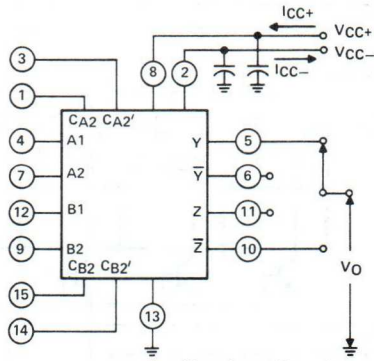 ICC+
VCC+
VCC−
ICC−
3
8
2
1
CA2 CA2'
4 A1 Y 5
7 A2 Y̅ 6
12 B1 Z 11
9 B2 Z̅ 10
CB2 CB2'
15
14
13
VO